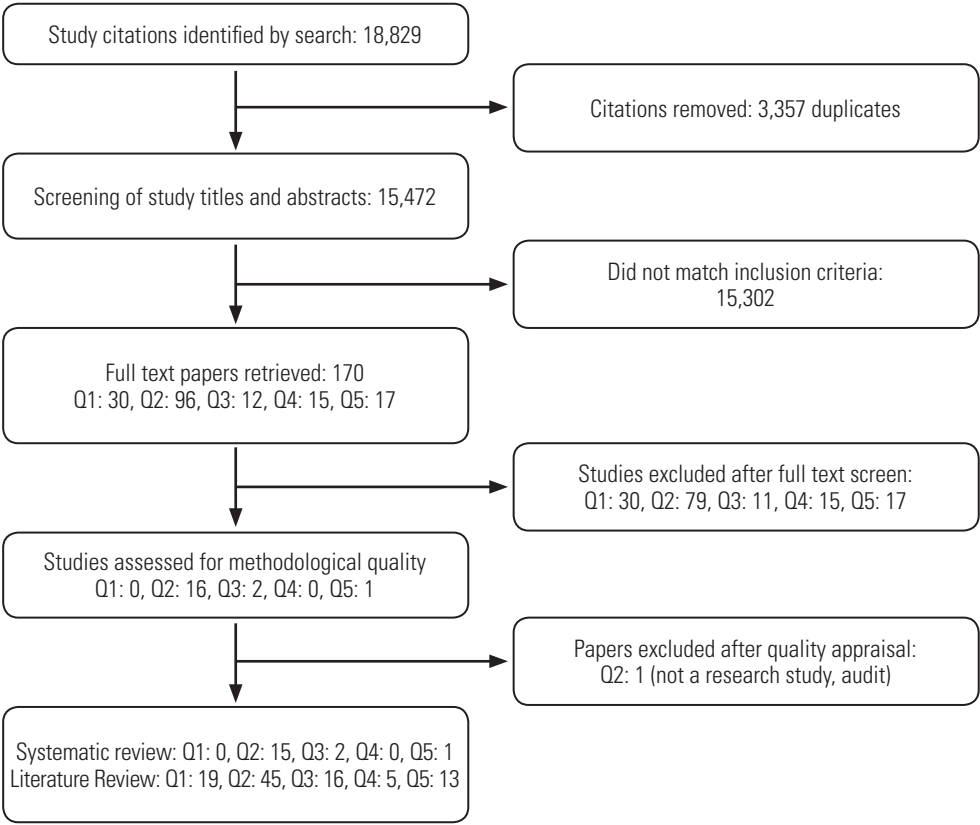 Study citations identified by search: 18,829
Citations removed: 3,357 duplicates
Screening of study titles and abstracts: 15,472
Did not match inclusion criteria:
15,302
Full text papers retrieved: 170
Q1: 30, Q2: 96, Q3: 12, Q4: 15, Q5: 17
Studies excluded after full text screen:
Q1: 30, Q2: 79, Q3: 11, Q4: 15, Q5: 17
Studies assessed for methodological quality
Q1: 0, Q2: 16, Q3: 2, Q4: 0, Q5: 1
Papers excluded after quality appraisal:
Q2: 1 (not a research study, audit)
Systematic review: Q1: 0, Q2: 15, Q3: 2, Q4: 0, Q5: 1
Literature Review: Q1: 19, Q2: 45, Q3: 16, Q4: 5, Q5: 13